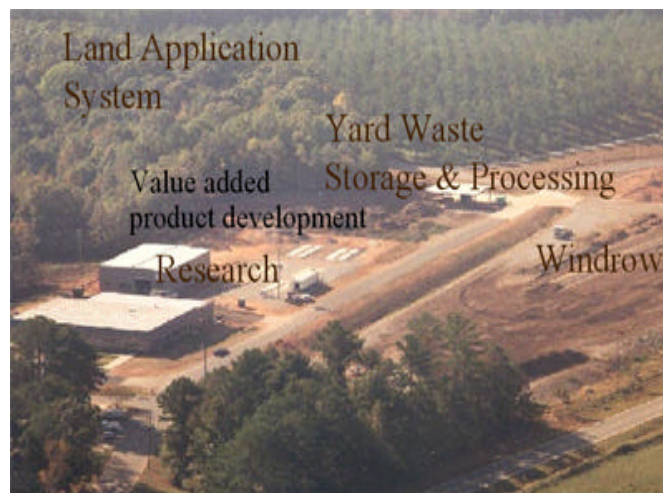 Land Application
System
Yard Waste
Storage & Processing
Value added
product development
Research
Windrow